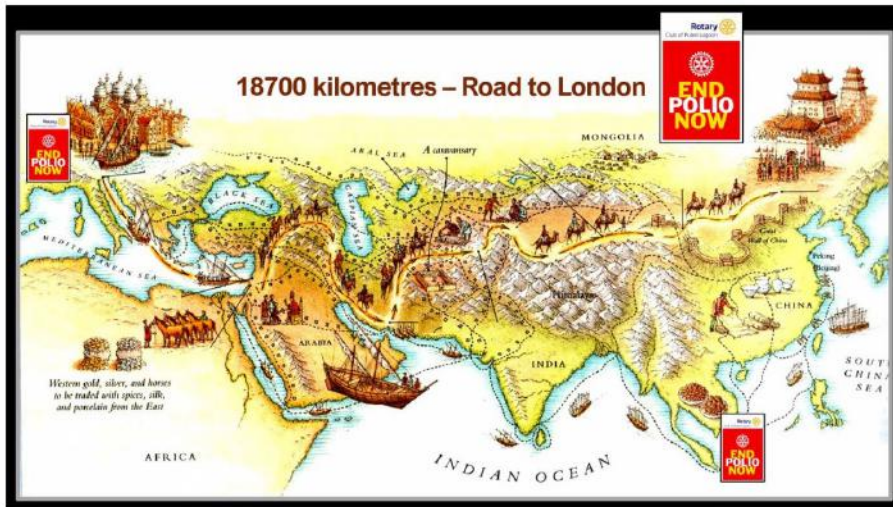 18700 kilometres – Road to London
Rotary
END
POLIO
NOW
Rotary
END
POLIO
NOW
MONGOLIA
ARAL SEA
A caravansary
BLACK SEA
CASPIAN SEA
MEDITERRANEAN SEA
Great
Wall of China
Peking
(Beijing)
Himalayas
CHINA
ARABIA
INDIA
SOUTH
CHINA
SEA
Western gold, silver, and horses
to be traded with spices, silk,
and porcelain from the East
AFRICA
INDIAN OCEAN
Rotary
END
POLIO
NOW